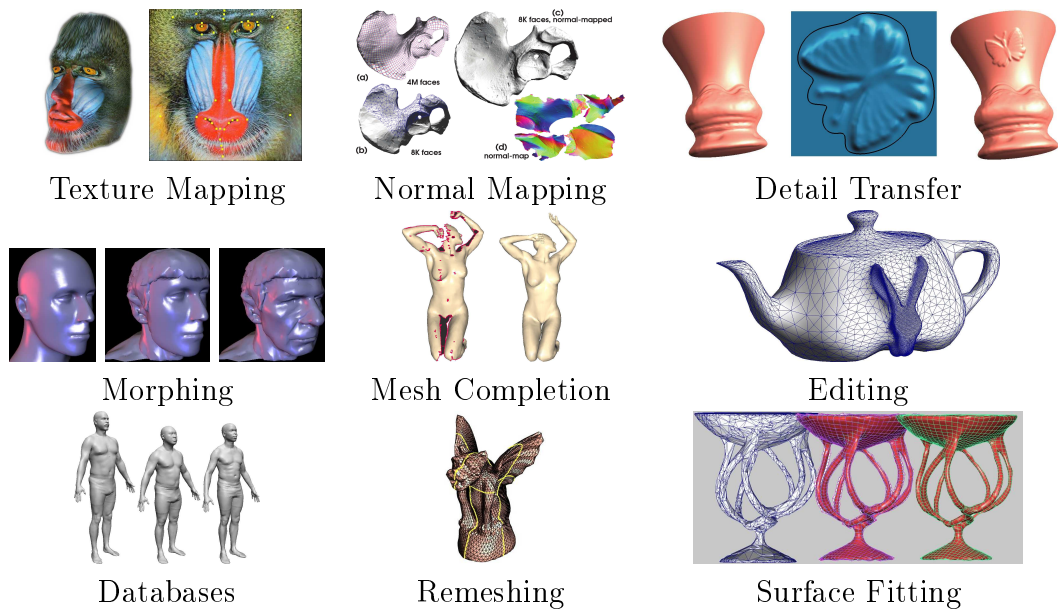 (a)
4M faces
(b)
8K faces
(c)
8K faces, normal-mapped
(d)
normal-map
Texture Mapping
Normal Mapping
Detail Transfer
Morphing
Mesh Completion
Editing
Databases
Remeshing
Surface Fitting